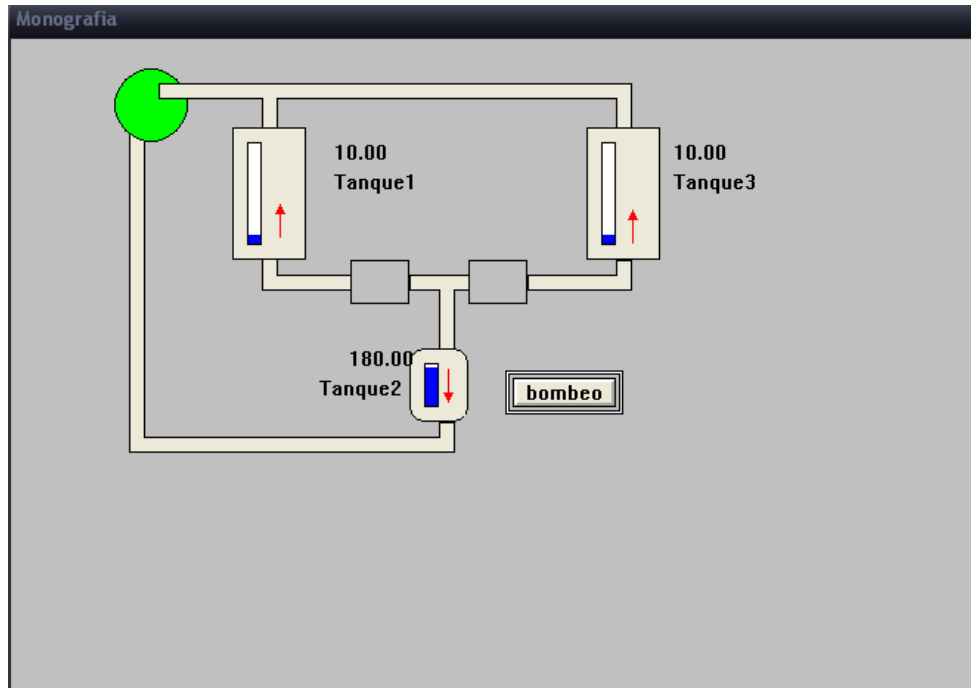 Monografia
10.00
Tanque1
10.00
Tanque3
180.00
Tanque2
bombeo